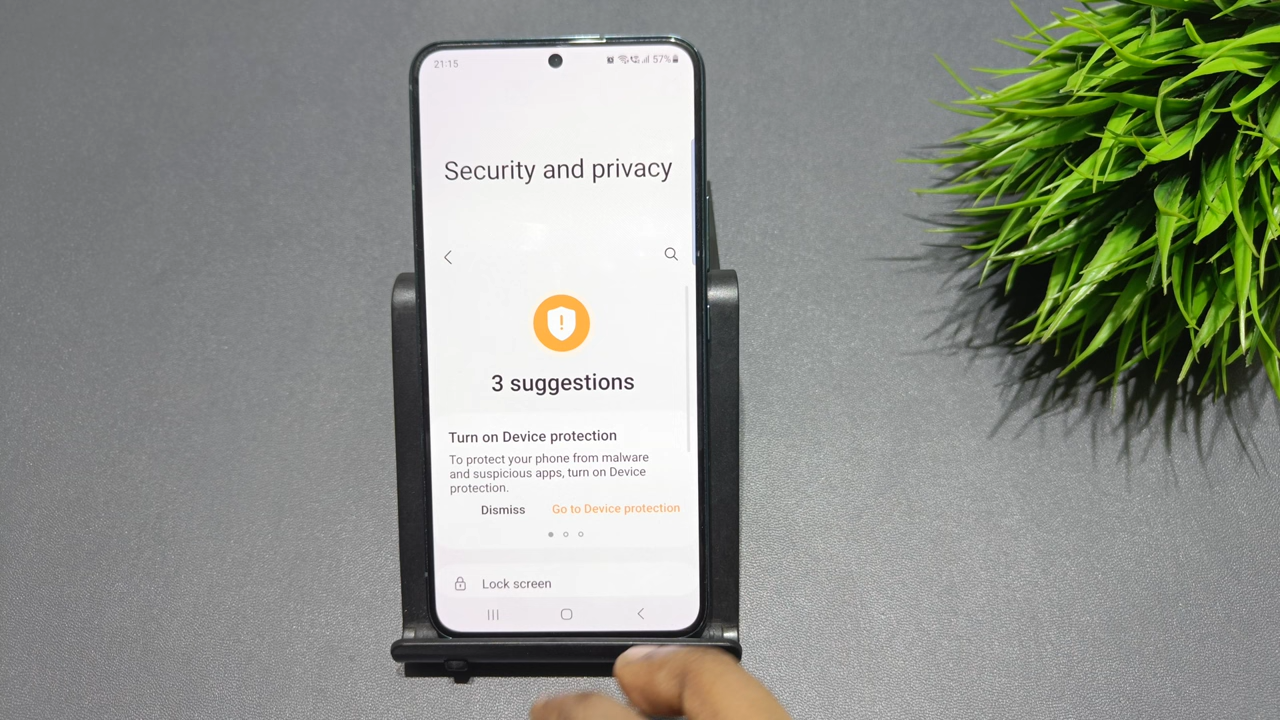 21:15
57%
Security and privacy
3 suggestions
Turn on Device protection
To protect your phone from malware
and suspicious apps, turn on Device
protection.
Dismiss
Go to Device protection
Lock screen